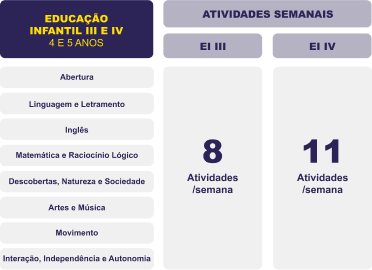 EDUCAÇÃO
INFANTIL III E IV
4 E 5 ANOS
ATIVIDADES SEMANAIS
EI III
EI IV
Abertura
Linguagem e Letramento
Inglês
Matemática e Raciocínio Lógico
Descobertas, Natureza e Sociedade
Artes e Música
Movimento
Interação, Independência e Autonomia
8
Atividades
/semana
11
Atividades
/semana